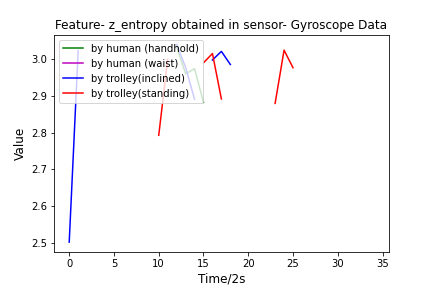 Feature- z_entropy obtained in sensor- Gyroscope Data
by human (handhold)
by human (waist)
by trolley(inclined)
by trolley(standing)
Value
3.0
2.9
2.8
2.7
2.6
2.5
0 5 10 15 20 25 30 35
Time/2s